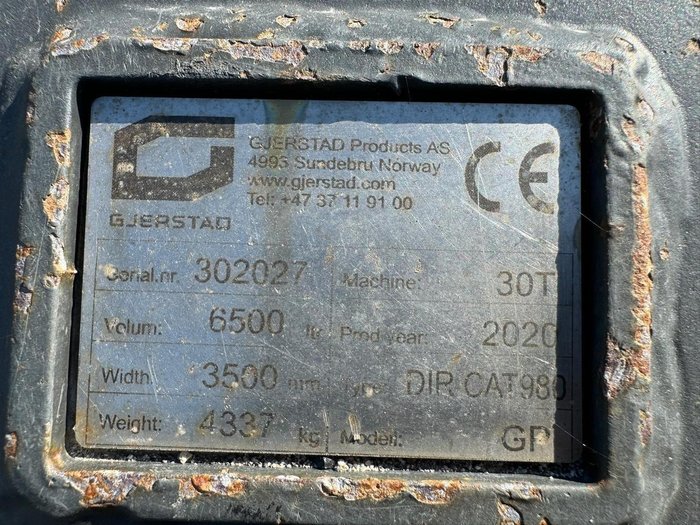 GJERSTAD Products AS
4993 Sundebru Norway
www.gjerstad.com
Tel: +47 37 11 91 00
CE
GJERSTAD
Serial.nr. 302027 Machine: 30T
Volum: 6500 Prod year: 2020
Width 3500 mm Type: DIR CAT980
Weight: 4337 kg Modell: GP